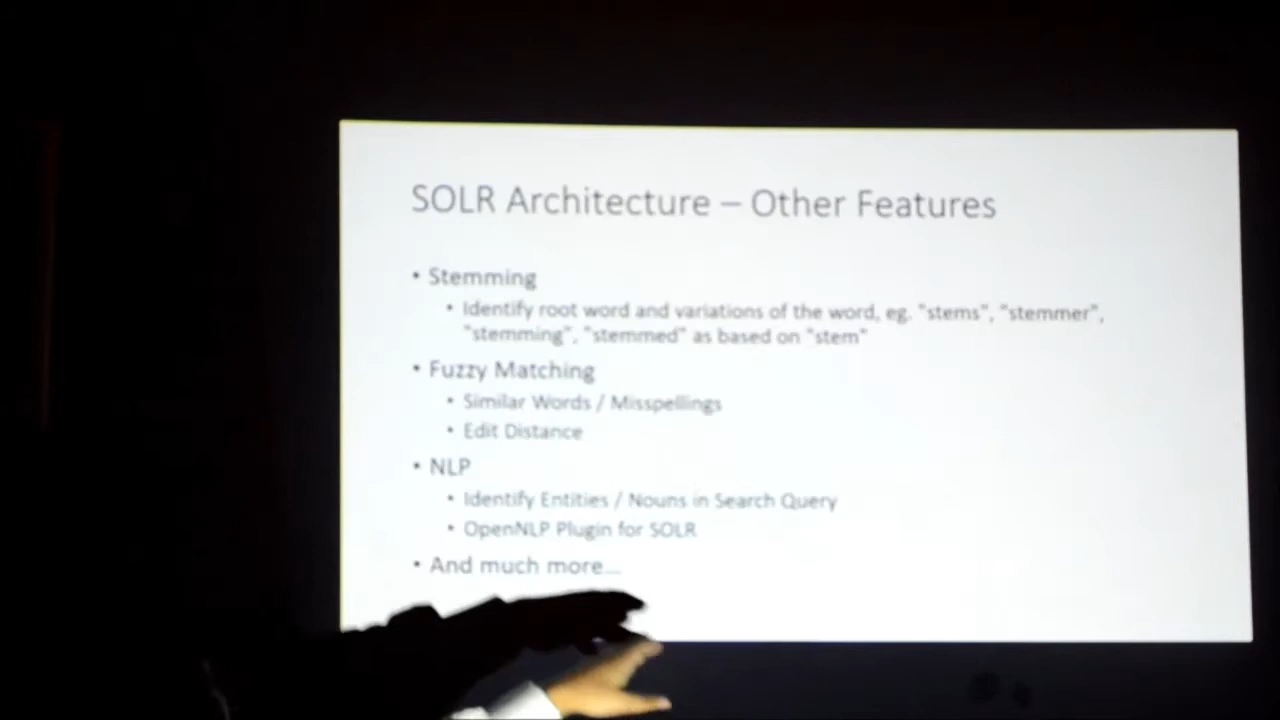 SOLR Architecture – Other Features
• Stemming
• Identify root word and variations of the word, eg. "stems", "stemmer",
"stemming", "stemmed" as based on "stem"
• Fuzzy Matching
• Similar Words / Misspellings
• Edit Distance
• NLP
• Identify Entities / Nouns in Search Query
• OpenNLP Plugin for SOLR
• And much more...